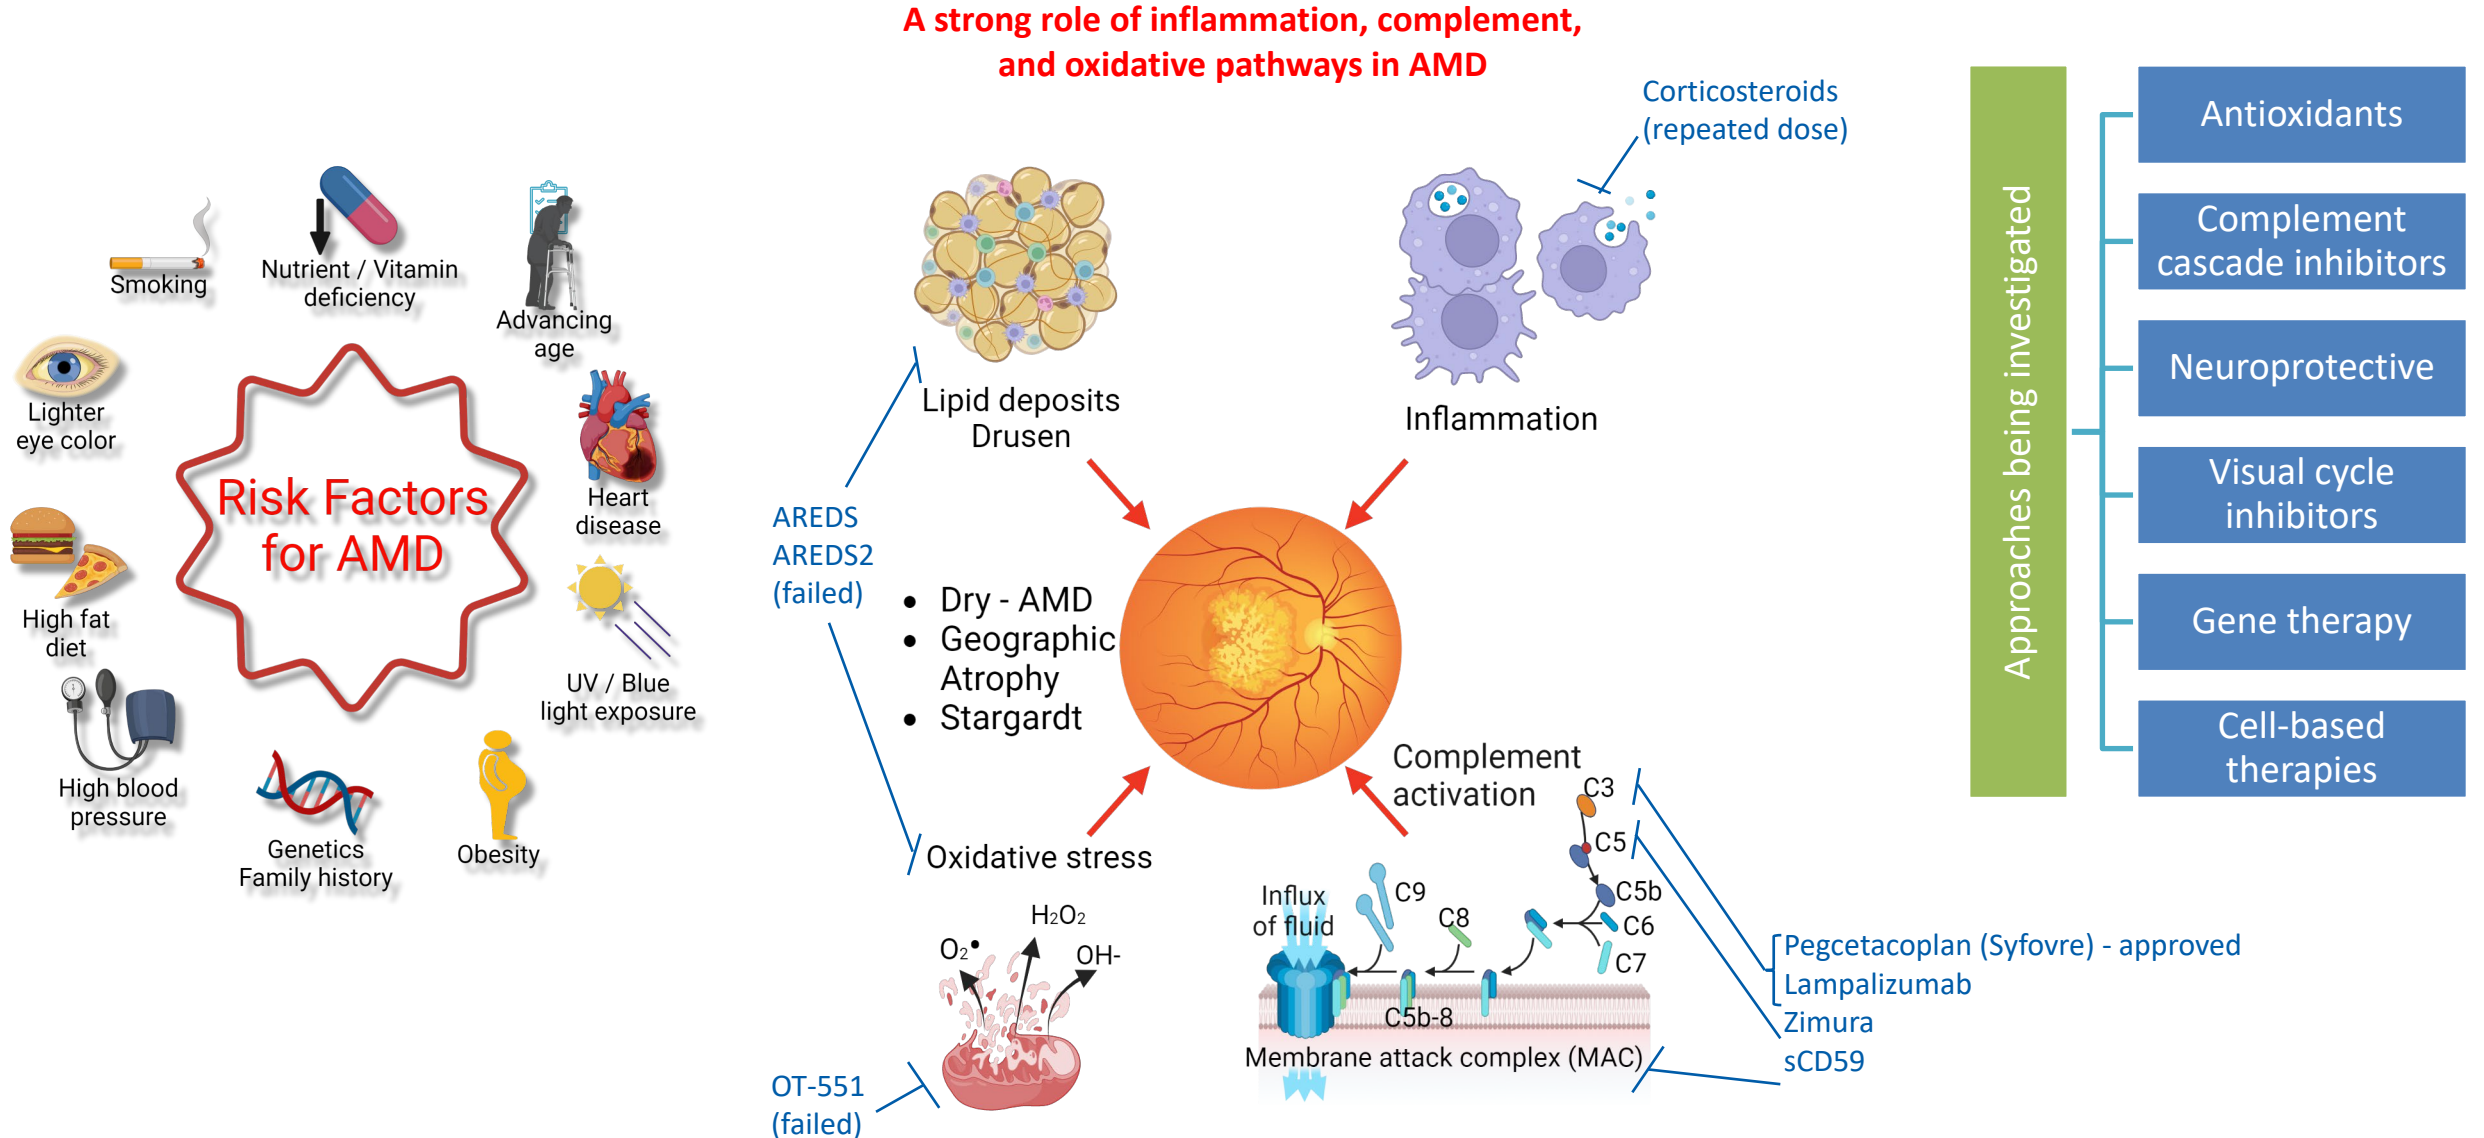 A strong role of inflammation, complement,
and oxidative pathways in AMD
Smoking
Nutrient / Vitamin
deficiency
Advancing
age
Lighter
eye color
Heart
disease
Risk Factors
for AMD
High fat
diet
UV / Blue
light exposure
High blood
pressure
Genetics
Family history
Obesity
Corticosteroids
(repeated dose)
Lipid deposits
Drusen
Inflammation
AREDS
AREDS2
(failed)
• Dry - AMD
• Geographic
Atrophy
• Stargardt
Complement
activation
Oxidative stress
O₂•
H₂O₂
OH-
OT-551
(failed)
C3
C5
C5b
C6
C7
C8
C9
Influx
of fluid
C5b-8
Membrane attack complex (MAC)
Pegcetacoplan (Syfovre) - approved
Lampalizumab
Zimura
sCD59
Approaches being investigated
Antioxidants
Complement
cascade inhibitors
Neuroprotective
Visual cycle
inhibitors
Gene therapy
Cell-based
therapies